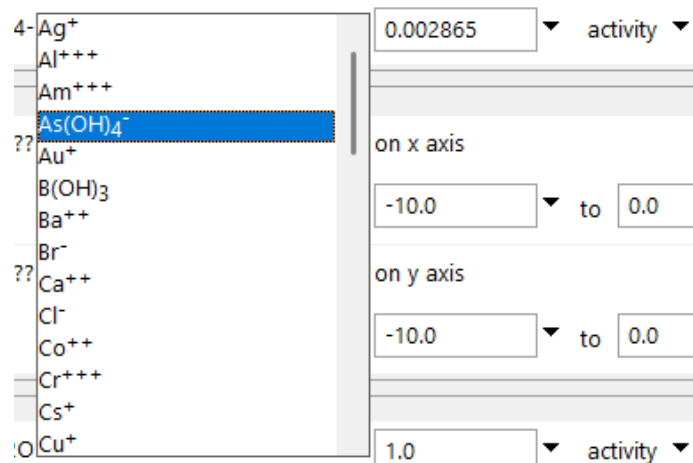 4- Ag⁺ 0.002865 activity
Al⁺⁺⁺
Am⁺⁺⁺
As(OH)₄⁻
?? on x axis
Au⁺
B(OH)₃
-10.0 to 0.0
Ba⁺⁺
Br⁻
?? on y axis
Ca⁺⁺
Cl⁻
-10.0 to 0.0
Co⁺⁺
Cr⁺⁺⁺
Cs⁺
Cu⁺ 1.0 activity